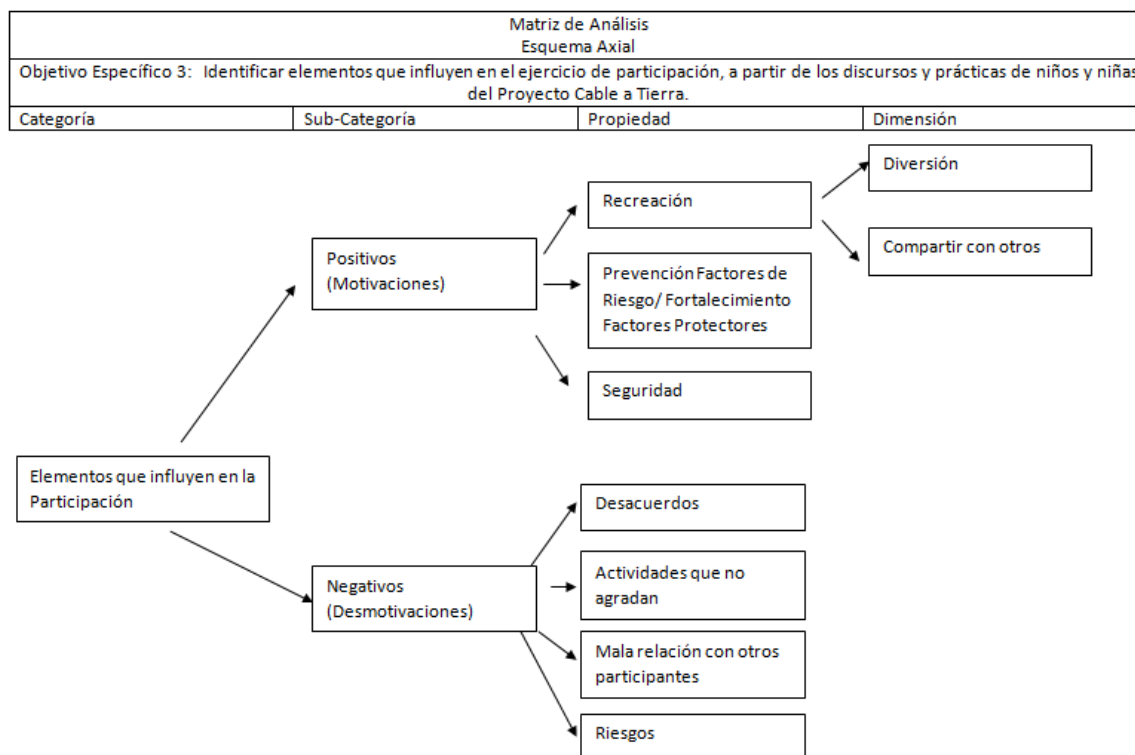 Matriz de Análisis
Esquema Axial
Objetivo Específico 3: Identificar elementos que influyen en el ejercicio de participación, a partir de los discursos y prácticas de niños y niñas
del Proyecto Cable a Tierra.
Categoría
Sub-Categoría
Propiedad
Dimensión
Diversión
Recreación
Compartir con otros
Positivos
(Motivaciones)
Prevención Factores de
Riesgo/ Fortalecimiento
Factores Protectores
Seguridad
Elementos que influyen en la
Participación
Desacuerdos
Negativos
(Desmotivaciones)
Actividades que no
agradan
Mala relación con otros
participantes
Riesgos